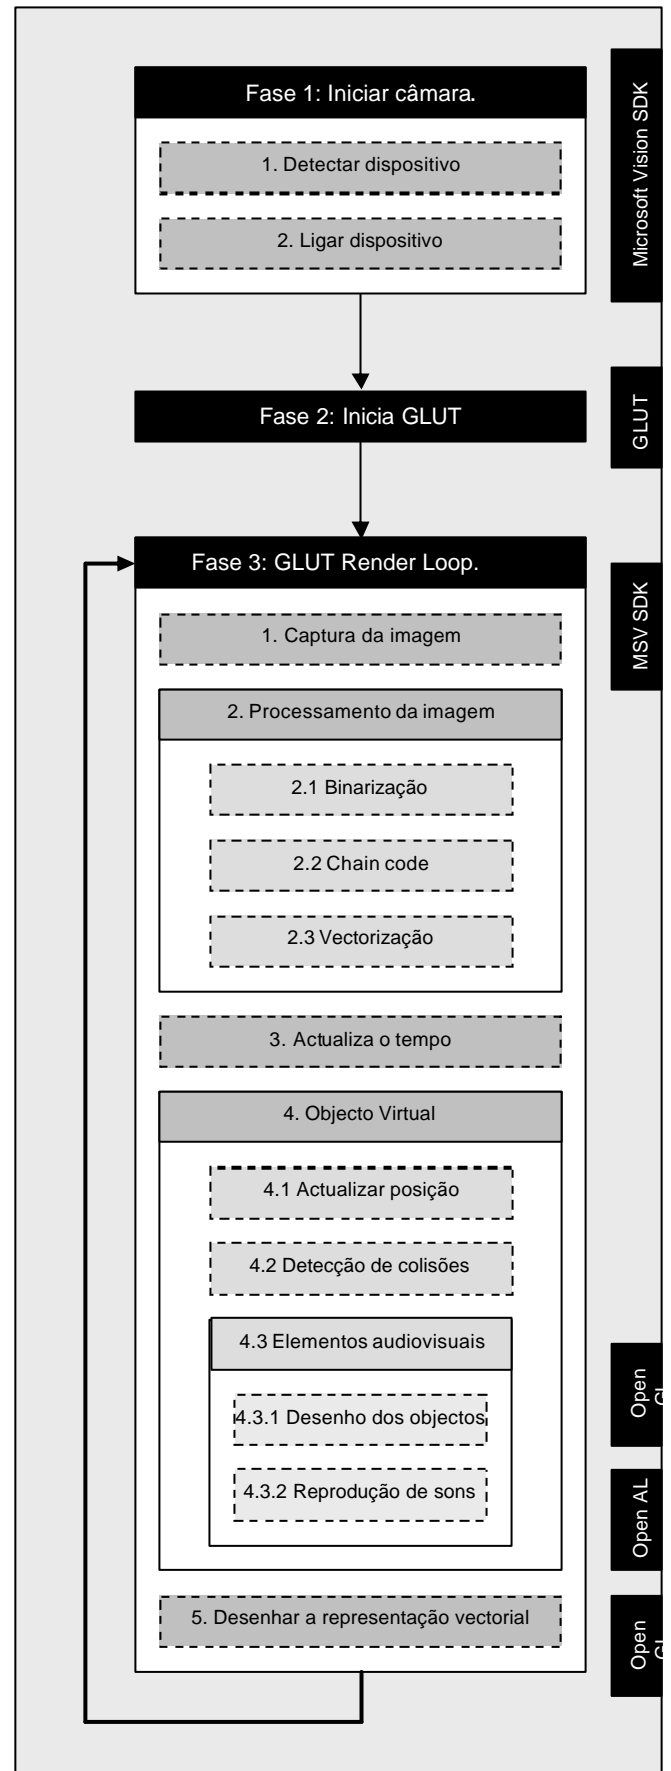 Fase 1: Iniciar câmara.
Microsoft Vision SDK
1. Detectar dispositivo
2. Ligar dispositivo
Fase 2: Inicia GLUT
GLUT
Fase 3: GLUT Render Loop.
MSV SDK
1. Captura da imagem
2. Processamento da imagem
2.1 Binarização
2.2 Chain code
2.3 Vectorização
3. Actualiza o tempo
4. Objecto Virtual
4.1 Actualizar posição
4.2 Detecção de colisões
4.3 Elementos audiovisuais
Open
4.3.1 Desenho dos objectos
4.3.2 Reprodução de sons
Open AL
5. Desenhar a representação vectorial
Open